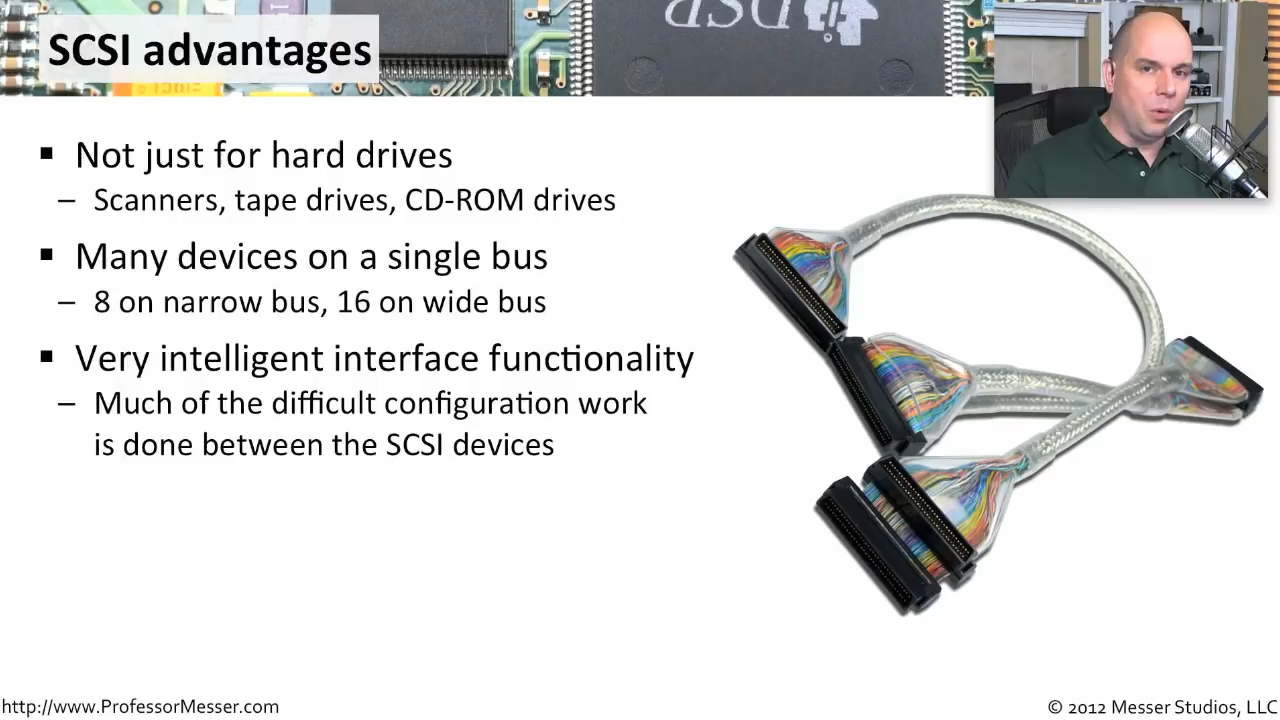 SCSI advantages
DSP
▪ Not just for hard drives
– Scanners, tape drives, CD-ROM drives
▪ Many devices on a single bus
– 8 on narrow bus, 16 on wide bus
▪ Very intelligent interface functionality
– Much of the difficult configuration work
is done between the SCSI devices
http://www.ProfessorMesser.com
© 2012 Messer Studios, LLC